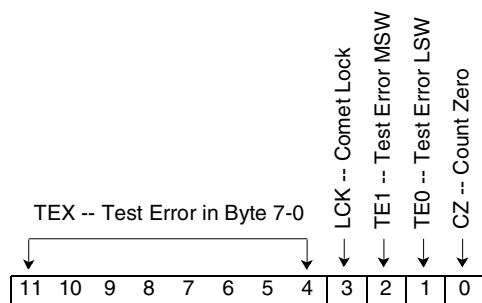 LCK -- Comet Lock
TE1 -- Test Error MSW
TE0 -- Test Error LSW
CZ -- Count Zero
TEX -- Test Error in Byte 7-0
11 10 9 8 7 6 5 4 3 2 1 0